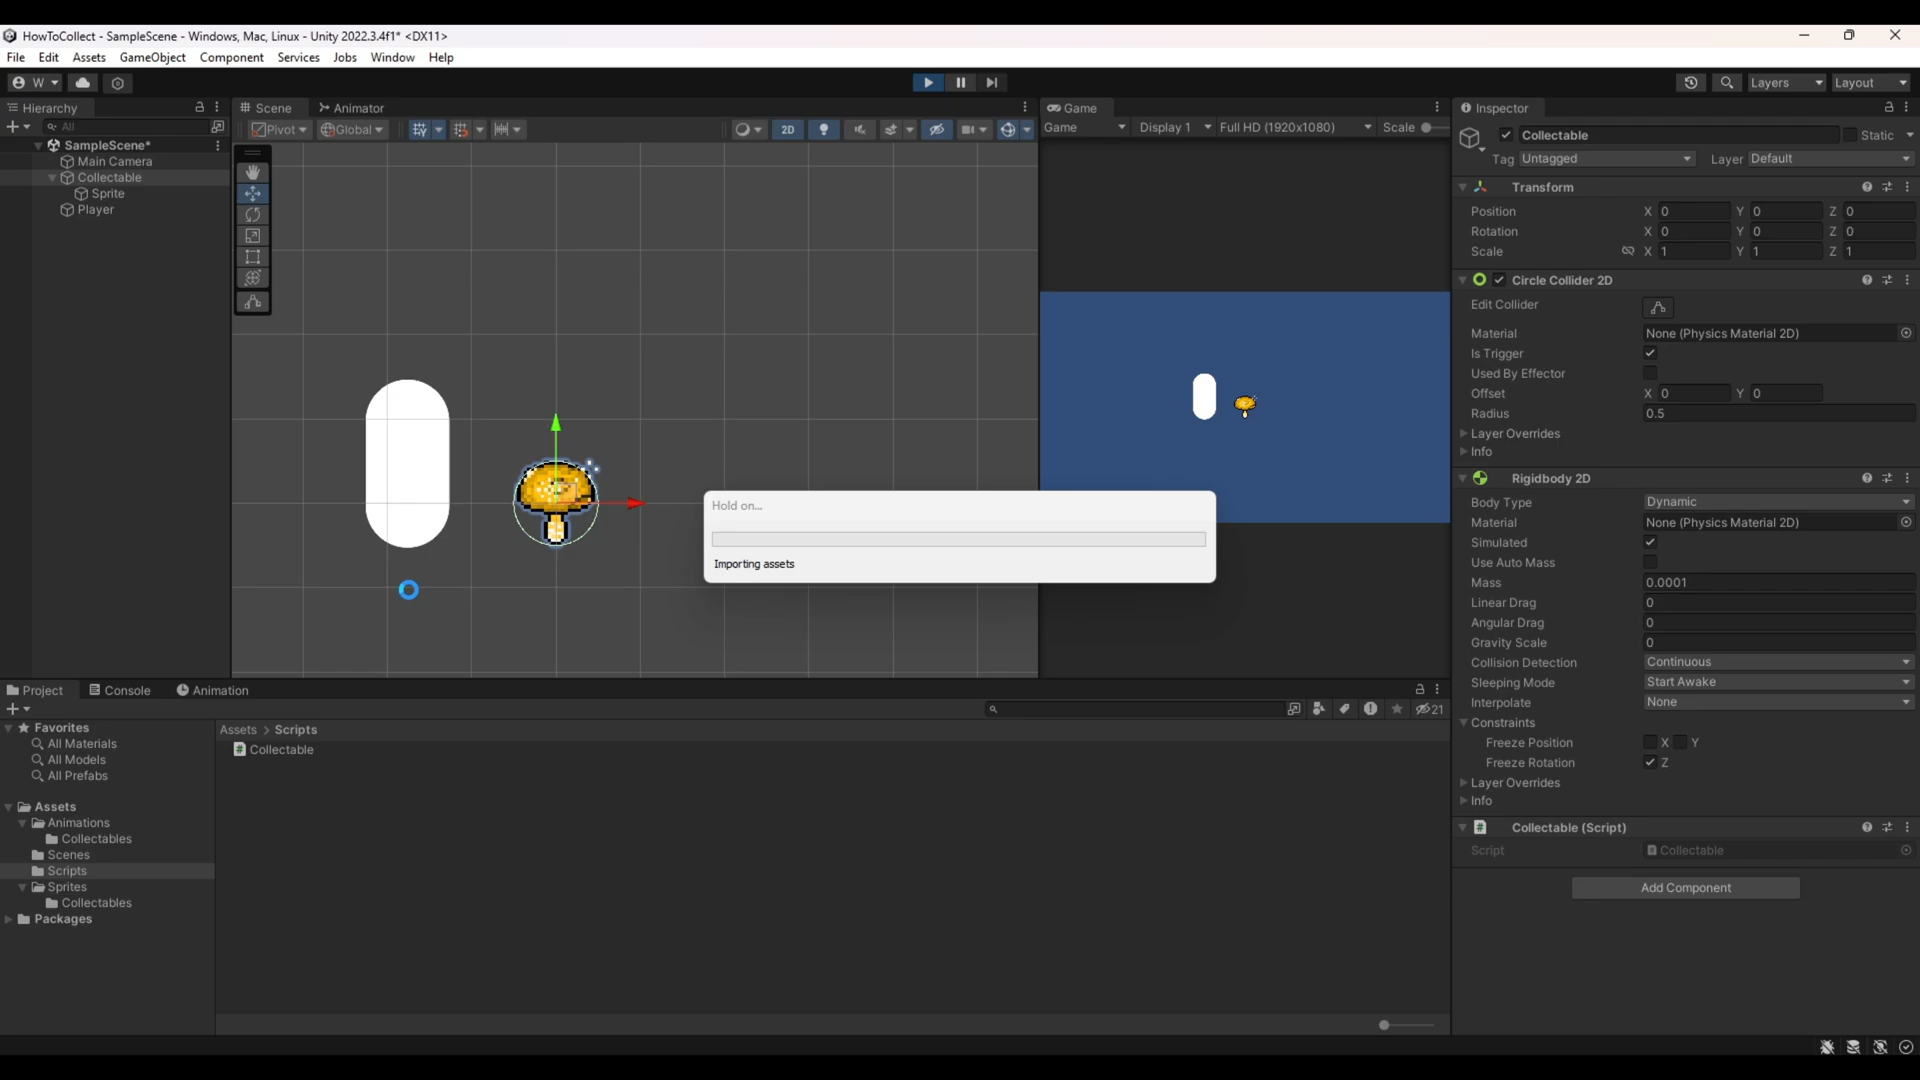 HowToCollect - SampleScene - Windows, Mac, Linux - Unity 2022.3.4f1* <DX11>
File Edit Assets GameObject Component Services Jobs Window Help
W
Layers
Layout
Hierarchy
All
SampleScene*
Main Camera
Collectable
Sprite
Player
Scene Animator
Pivot Global 2D
Game
Game Display 1 Full HD (1920x1080) Scale
Hold on...
Importing assets
Inspector
Collectable Static
Tag Untagged Layer Default
Transform
Position X 0 Y 0 Z 0
Rotation X 0 Y 0 Z 0
Scale X 1 Y 1 Z 1
Circle Collider 2D
Edit Collider
Material None (Physics Material 2D)
Is Trigger
Used By Effector
Offset X 0 Y 0
Radius 0.5
Layer Overrides
Info
Rigidbody 2D
Body Type Dynamic
Material None (Physics Material 2D)
Simulated
Use Auto Mass
Mass 0.0001
Linear Drag 0
Angular Drag 0
Gravity Scale 0
Collision Detection Continuous
Sleeping Mode Start Awake
Interpolate None
Constraints
Freeze Position X Y
Freeze Rotation Z
Layer Overrides
Info
Collectable (Script)
Script Collectable
Add Component
Project Console Animation
21
Favorites
All Materials
All Models
All Prefabs
Assets
Animations
Collectables
Scenes
Scripts
Sprites
Collectables
Packages
Assets > Scripts
Collectable